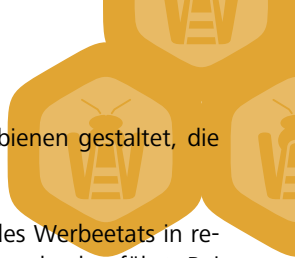 bienen gestaltet, die
des Werbeetats in re-